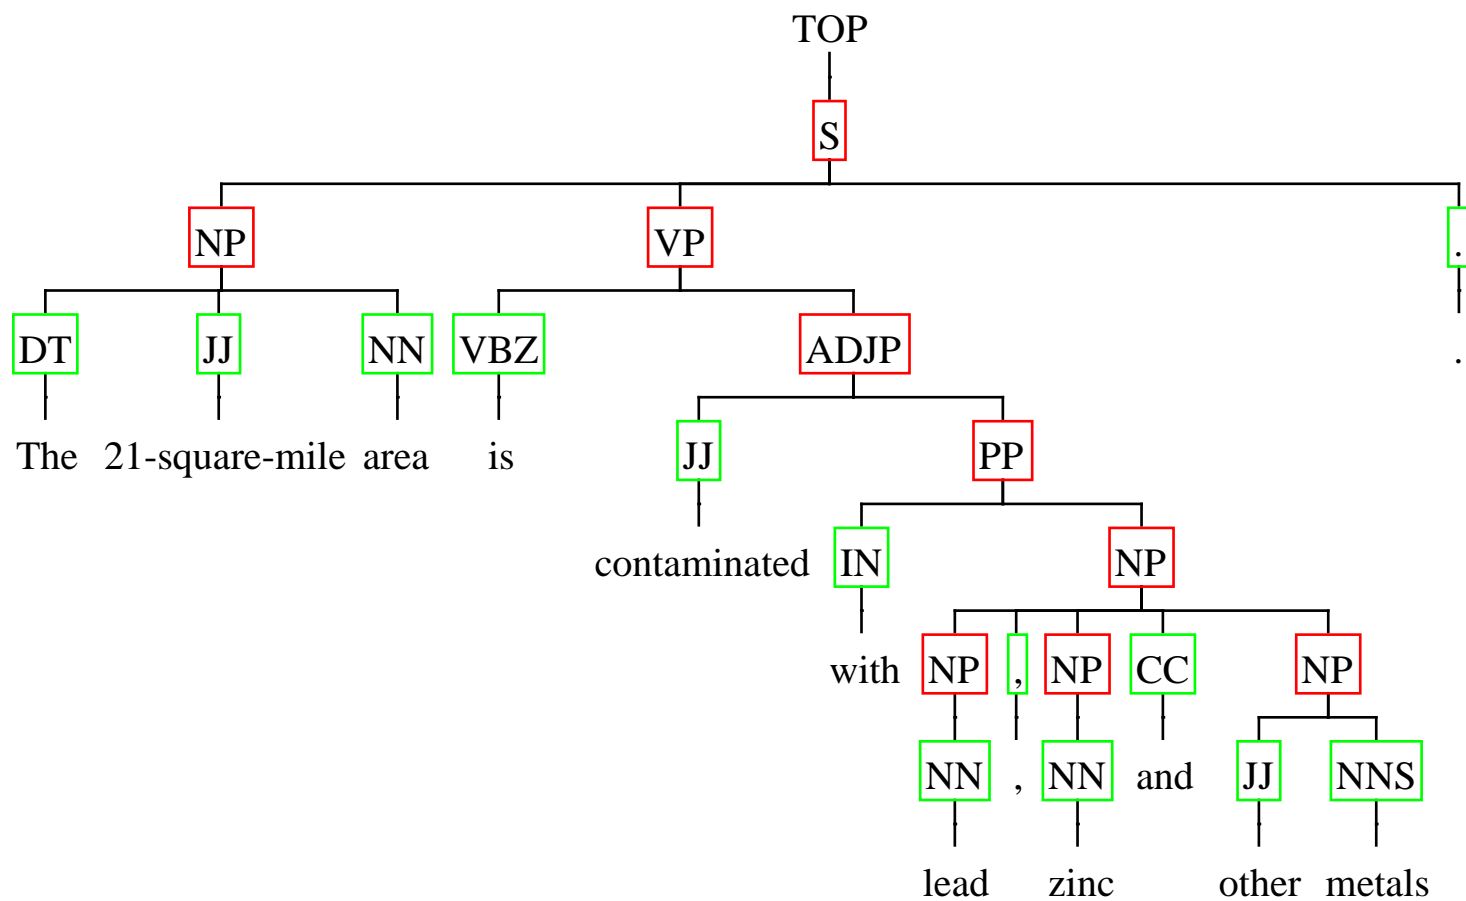 TOP
S
NP VP .
DT JJ NN VBZ ADJP .
The 21-square-mile area is JJ PP
contaminated IN NP
with NP , NP CC NP
NN , NN and JJ NNS
lead zinc other metals